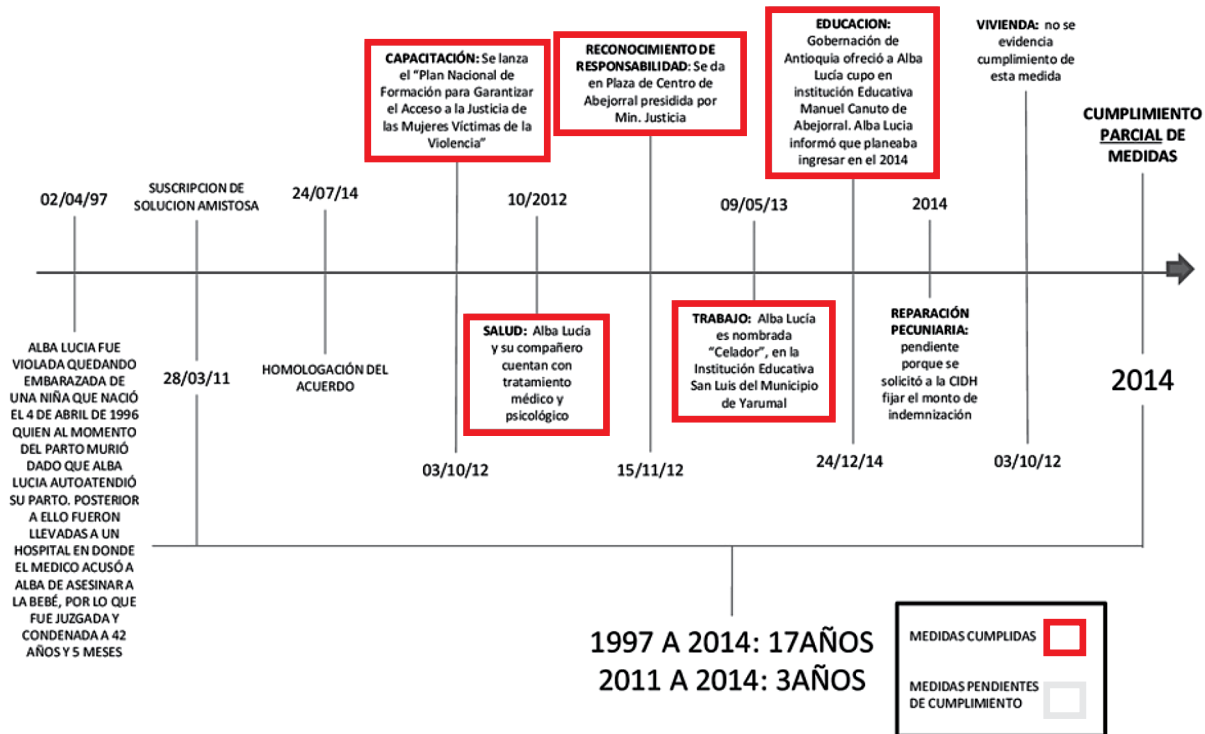 02/04/97
ALBA LUCIA FUE
VIOLADA QUEDANDO
EMBARAZADA DE
UNA NIÑA QUE NACIÓ
EL 4 DE ABRIL DE 1996
QUIEN AL MOMENTO
DEL PARTO MURIÓ
DADO QUE ALBA
LUCIA AUTOATENDIÓ
SU PARTO. POSTERIOR
A ELLO FUERON
LLEVADAS A UN
HOSPITAL EN DONDE
EL MEDICO ACUSÓ A
ALBA DE ASESINAR A
LA BEBÉ, POR LO QUE
FUE JUZGADA Y
CONDENADA A 42
AÑOS Y 5 MESES
SUSCRIPCION DE
SOLUCION AMISTOSA
28/03/11
24/07/14
HOMOLOGACIÓN DEL
ACUERDO
CAPACITACIÓN: Se lanza
el “Plan Nacional de
Formación para Garantizar
el Acceso a la Justicia de
las Mujeres Víctimas de la
Violencia”
03/10/12
10/2012
SALUD: Alba Lucía
y su compañero
cuentan con
tratamiento
médico y
psicológico
RECONOCIMIENTO DE
RESPONSABILIDAD: Se da
en Plaza de Centro de
Abejorral presidida por
Min. Justicia
15/11/12
09/05/13
TRABAJO: Alba Lucía
es nombrada
“Celador”, en la
Institución Educativa
San Luis del Municipio
de Yarumal
EDUCACION:
Gobernación de
Antioquia ofreció a Alba
Lucía cupo en
institución Educativa
Manuel Canuto de
Abejorral. Alba Lucia
informó que planeaba
ingresar en el 2014
24/12/14
2014
REPARACIÓN
PECUNIARIA:
pendiente
porque se
solicitó a la CIDH
fijar el monto de
indemnización
VIVIENDA: no se
evidencia
cumplimiento de
esta medida
03/10/12
CUMPLIMIENTO
PARCIAL DE
MEDIDAS
2014
1997 A 2014: 17AÑOS
2011 A 2014: 3AÑOS
MEDIDAS CUMPLIDAS
MEDIDAS PENDIENTES
DE CUMPLIMIENTO